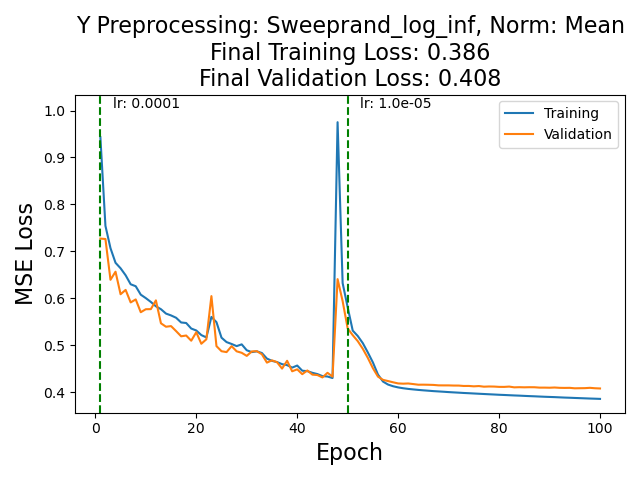 Y Preprocessing: Sweeprand_log_inf, Norm: Mean
Final Training Loss: 0.386
Final Validation Loss: 0.408
lr: 0.0001
lr: 1.0e-05
Training
Validation
1.0
0.9
0.8
0.7
0.6
0.5
0.4
MSE Loss
0
20
40
60
80
100
Epoch